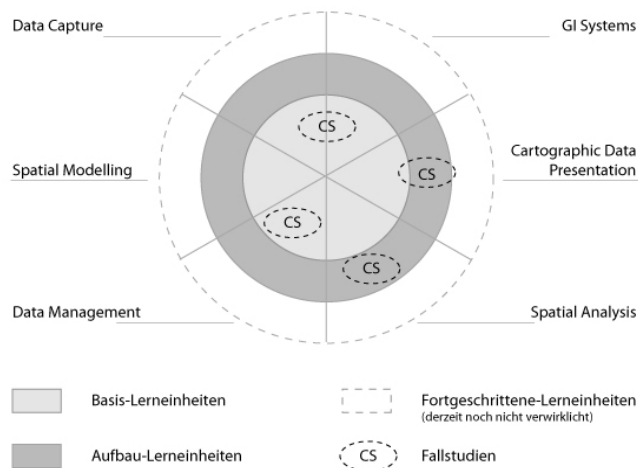 Data Capture
GI Systems
CS
Spatial Modelling
Cartographic Data
Presentation
CS
CS
CS
Data Management
Spatial Analysis
Basis-Lerneinheiten
Fortgeschrittene-Lerneinheiten
(derzeit noch nicht verwirklicht)
Aufbau-Lerneinheiten
CS
Fallstudien